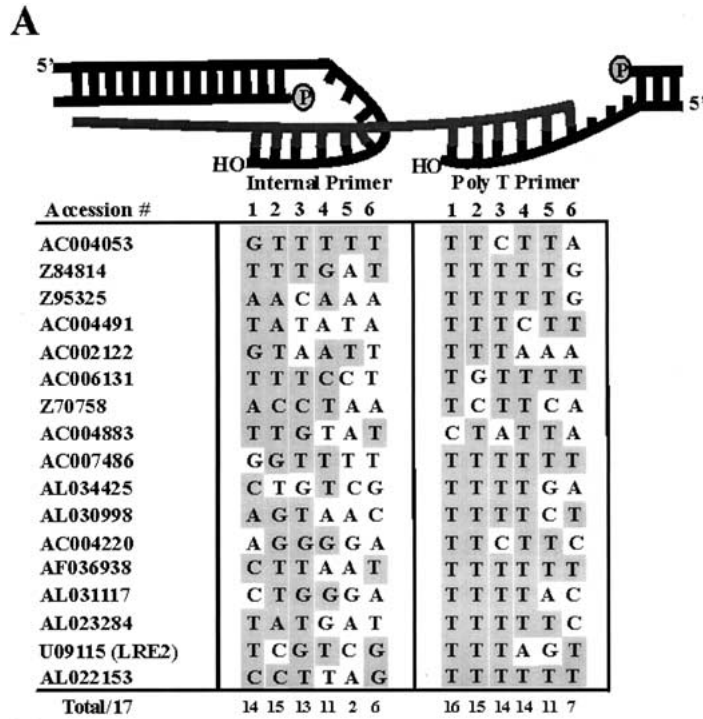 A
5'
P
P
5'
HO
HO
Internal Primer
Poly T Primer
Accession # 1 2 3 4 5 6 1 2 3 4 5 6
AC004053 G T T T T T T T C T T A
Z84814 T T T G A T T T T T T G
Z95325 A A C A A A T T T T T G
AC004491 T A T A T A T T T C T T
AC002122 G T A A T T T T T A A A
AC006131 T T T C C T T G T T T T
Z70758 A C C T A A T C T T C A
AC004883 T T G T A T C T A T T A
AC007486 G G T T T T T T T T T T
AL034425 C T G T C G T T T T G A
AL030998 A G T A A C T T T T C T
AC004220 A G G G G A T T C T T C
AF036938 C T T A A T T T T T T T
AL031117 C T G G G A T T T T A C
AL023284 T A T G A T T T T T T C
U09115 (LRE2) T C G T C G T T T A G T
AL022153 C C T T A G T T T T T T
Total/17 14 15 13 11 2 6 16 15 14 14 11 7